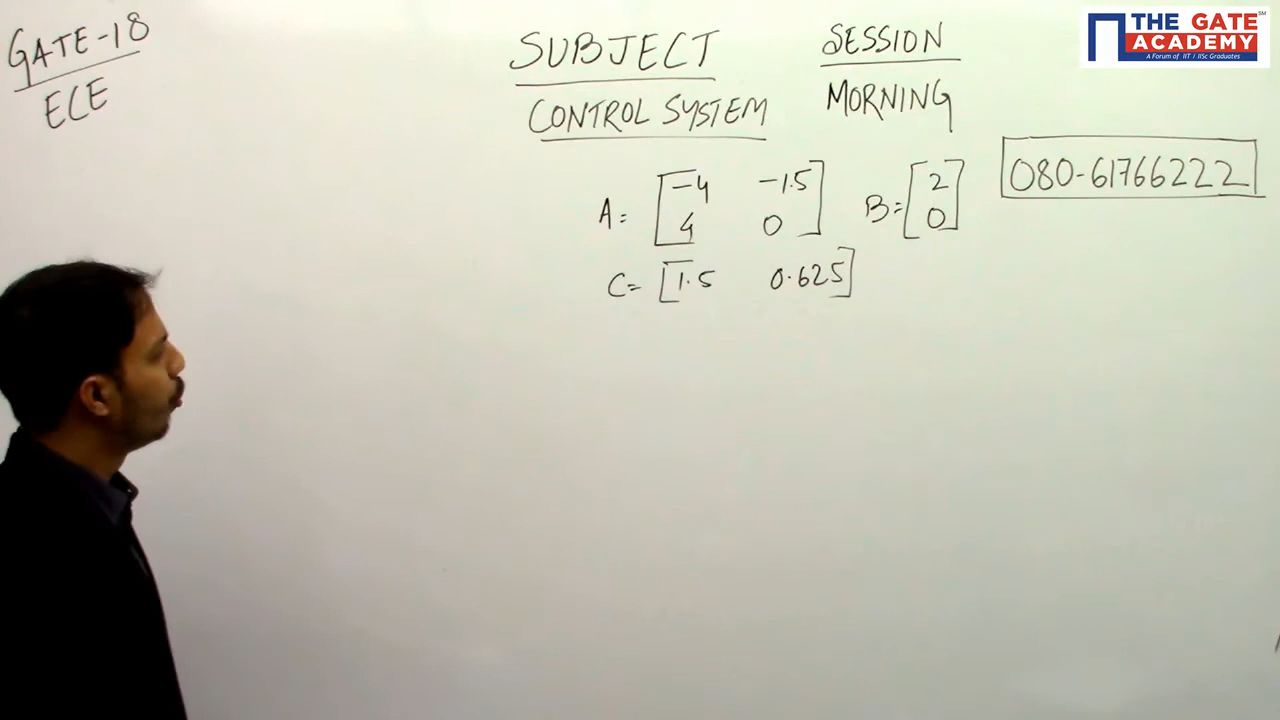 GATE-18
ECE
SUBJECT
CONTROL SYSTEM
SESSION
MORNING
THE GATE ACADEMY SM
A Forum of IIT / IISc Graduates
080-61766222
A = [ -4 -1.5
4 0 ]
B = [ 2
0 ]
C = [ 1.5 0.625 ]